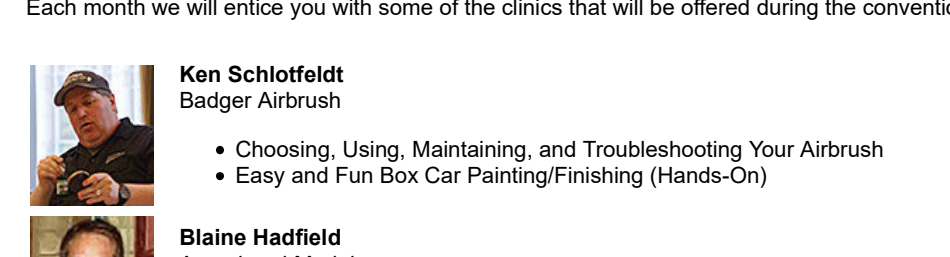 Each month we will entice you with some of the clinics that will be offered during the
Ken Schlotfeldt
Badger Airbrush
Choosing, Using, Maintaining, and Troubleshooting Your Airbrush
Easy and Fun Box Car Painting/Finishing (Hands-On)
Blaine Hadfield